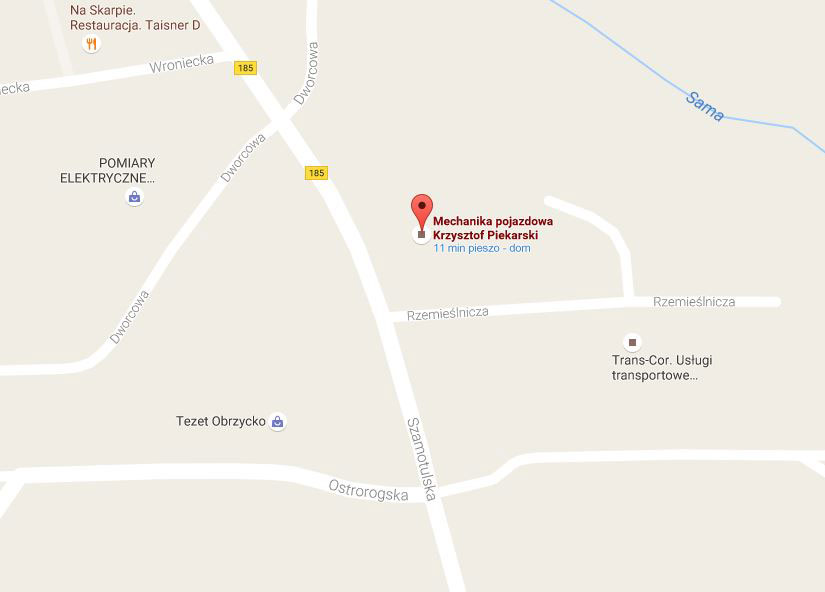 Na Skarpie.
Restauracja. Taisner D
Wroniecka
185
iecka
Dworcowa
Dworcowa
Sama
POMIARY
ELEKTRYCZNE...
185
Mechanika pojazdowa
Krzysztof Piekarski
11 min pieszo - dom
Dworcowa
Rzemieślnicza
Rzemieślnicza
Trans-Cor. Usługi
transportowe...
Tezet Obrzycko
Szamotulska
Ostrorogska